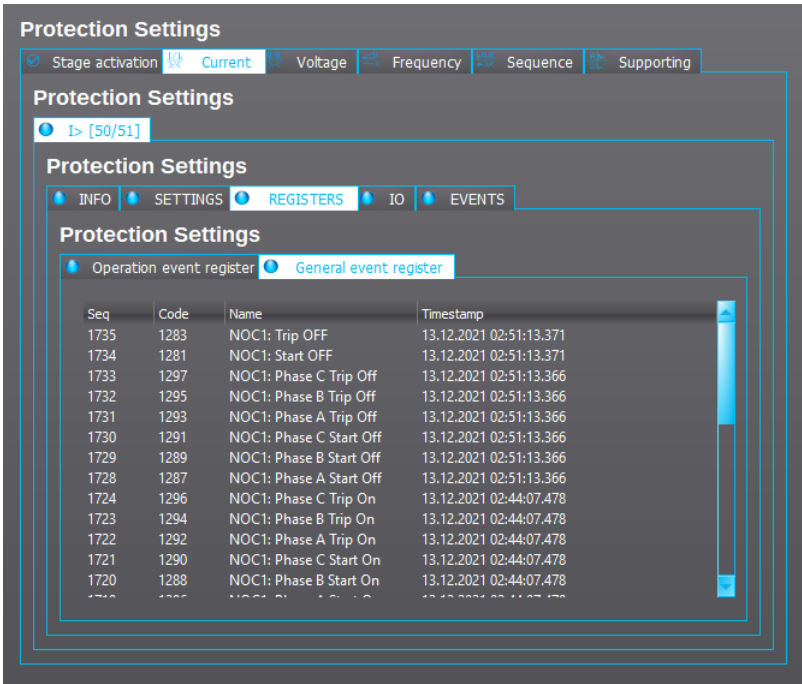 Protection Settings
Stage activation Current Voltage Frequency Sequence Supporting
Protection Settings
I> [50/51]
Protection Settings
INFO SETTINGS REGISTERS IO EVENTS
Protection Settings
Operation event register General event register
Seq Code Name Timestamp
1735 1283 NOC1: Trip OFF 13.12.2021 02:51:13.371
1734 1281 NOC1: Start OFF 13.12.2021 02:51:13.371
1733 1297 NOC1: Phase C Trip Off 13.12.2021 02:51:13.366
1732 1295 NOC1: Phase B Trip Off 13.12.2021 02:51:13.366
1731 1293 NOC1: Phase A Trip Off 13.12.2021 02:51:13.366
1730 1291 NOC1: Phase C Start Off 13.12.2021 02:51:13.366
1729 1289 NOC1: Phase B Start Off 13.12.2021 02:51:13.366
1728 1287 NOC1: Phase A Start Off 13.12.2021 02:51:13.366
1724 1296 NOC1: Phase C Trip On 13.12.2021 02:44:07.478
1723 1294 NOC1: Phase B Trip On 13.12.2021 02:44:07.478
1722 1292 NOC1: Phase A Trip On 13.12.2021 02:44:07.478
1721 1290 NOC1: Phase C Start On 13.12.2021 02:44:07.478
1720 1288 NOC1: Phase B Start On 13.12.2021 02:44:07.478